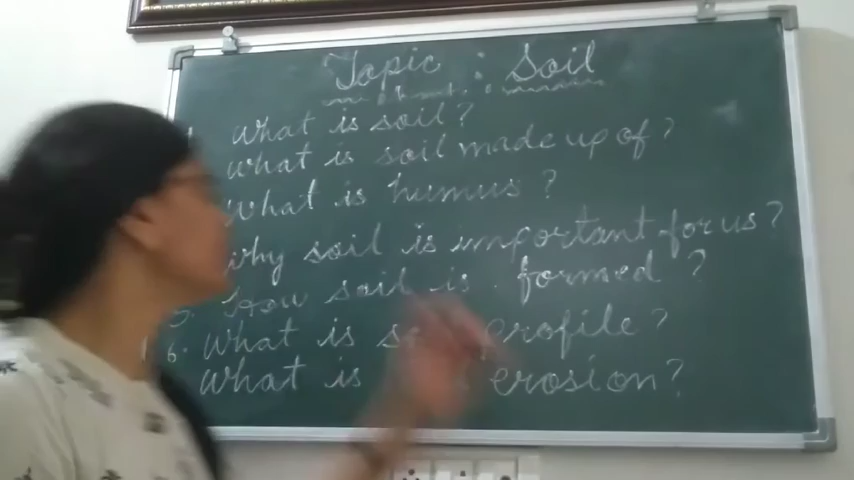 Topic : Soil
What is soil?
What is soil made up of?
What is humus?
Why soil is important for us?
5. How soil is formed?
6. What is profile?
What is erosion?